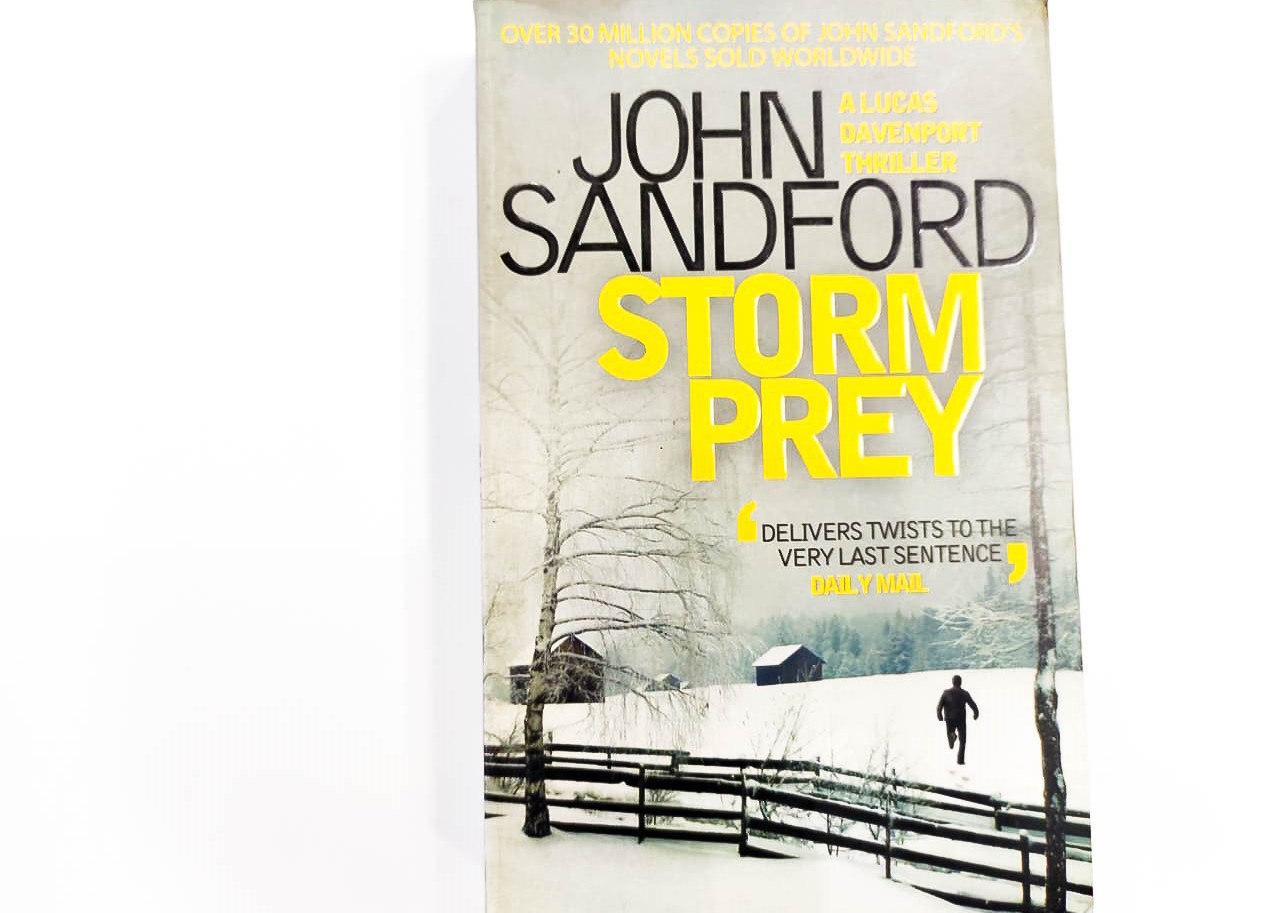 OVER 30 MILLION COPIES OF JOHN SANDFORD'S
NOVELS SOLD WORLDWIDE
JOHN
A LUCAS
DAVENPORT
THRILLER
SANDFORD
STORM
PREY
‘DELIVERS TWISTS TO THE
VERY LAST SENTENCE’
DAILY MAIL